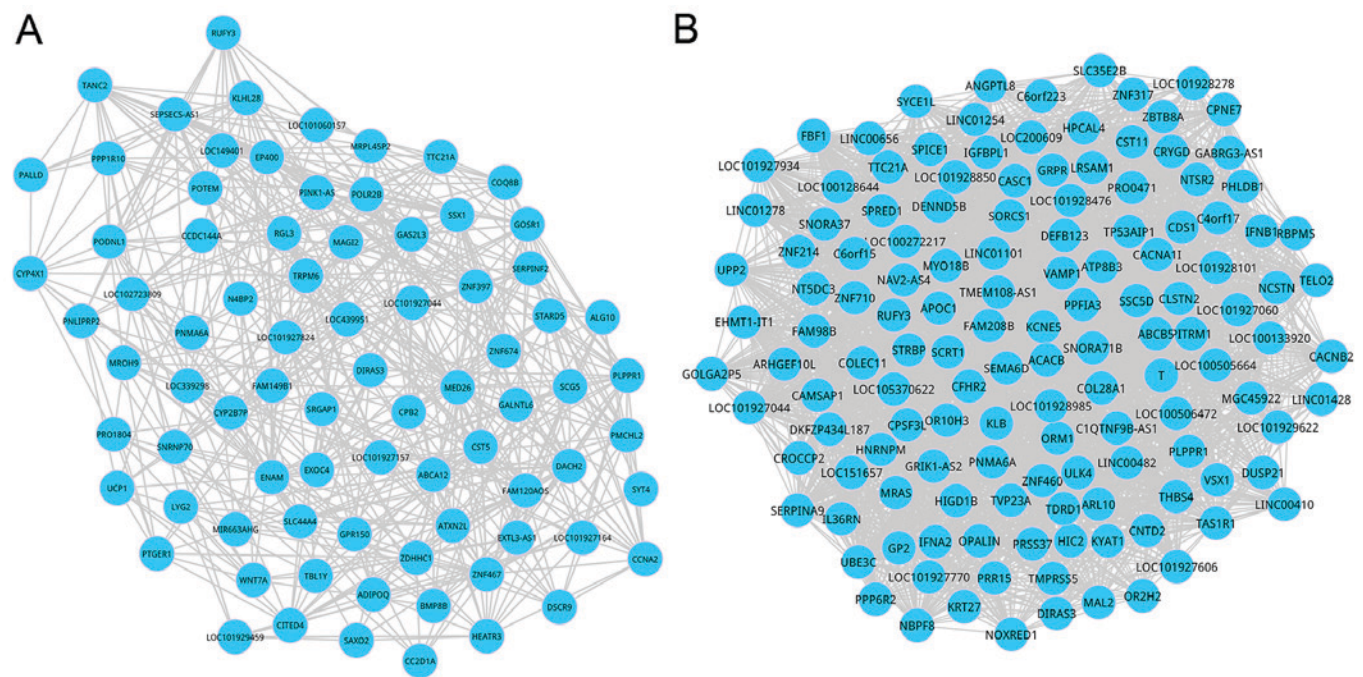 A
RUFY3
TANC2
KLHL28
SEPSECS-AS1
LOC101060157
MRPL45P2
LOC149401
EP400
TTC21A
PPP1R10
PALLD
COQ8B
POTEM
PINK1-AS
POLR2B
SSX1
GOSR1
PODNL1
CCDC144A
RGL3
MAGI2
GAS2L3
CYP4X1
TRPM6
SERPINF2
ZNF397
LOC102723809
N4BP2
LOC101927044
STARD5
ALG10
PNLIPRP2
PNMA6A
LOC101927824
LOC439951
ZNF674
MROH9
DIRAS3
PLPPR1
LOC339298
FAM149B1
MED26
SCG5
CYP2B7P
SRGAP1
CPB2
GALNTL6
PRO1804
PMCHL2
SNRNP70
CST5
LOC101927157
EXOC4
DACH2
ENAM
ABCA12
UCP1
FAM120AOS
SYT4
LYG2
MIR663AHG
SLC44A4
GPR150
ATXN2L
EXTL3-AS1
LOC101927164
PTGER1
ZDHHC1
CCNA2
WNT7A
TBL1Y
ZNF467
ADIPOQ
BMP8B
DSCR9
CITED4
LOC101929459
SAXO2
HEATR3
CC2D1A
B
SLC35E2B
ANGPTL8
LOC101928278
C6orf223
ZNF317
SYCE1L
CPNE7
LINC01254
ZBTB8A
FBF1
LINC00656
LOC200609
HPCAL4
SPICE1
IGFBPL1
CST11
CRYGD
GABRG3-AS1
LOC101927934
TTC21A
LOC101928850
GRPR
LRSAM1
CASC1
NTSR2
PHLDB1
LOC100128644
PRO0471
LOC101928476
LINC01278
SPRED1
DENND5B
SORCS1
C4orf17
SNORA37
CDS1
IFNB1
RBPMS
TP53AIP1
DEFB123
ZNF214
LOC100272217
C6orf15
LINC01101
CACNA1I
UPP2
MYO18B
ATP8B3
LOC101928101
VAMP1
NAV2-AS4
NCSTN
TELO2
NT5DC3
TMEM108-AS1
CLSTN2
ZNF710
PPFIA3
SSC5D
RUFY3
APOC1
LOC101927060
EHMT1-IT1
FAM98B
FAM208B
KCNE5
ABCB5
PITRM1
LOC100133920
STRBP
SCRT1
SNORA71B
ARHGEF10L
COLEC11
ACACB
CACNB2
SEMA6D
LOC100505664
GOLGA2P5
T
LOC105370622
CFHR2
COL28A1
CAMSAP1
MGC45922
LINC01428
LOC101927044
LOC101928985
LOC100506472
OR10H3
KLB
DKFZP434L187
CPSF3L
C1QTNF9B-AS1
LOC101929622
ORM1
HNRNPM
PLPPR1
CROCCP2
LINC00482
LOC151657
GRIK1-AS2
PNMA6A
ULK4
DUSP21
ZNF460
VSX1
MRAS
THBS4
HIGD1B
TVP23A
ARL10
LINC00410
SERPINA9
TDRD1
IL36RN
TAS1R1
CNTD2
IFNA2
OPALIN
PRSS37
HIC2
KYAT1
GP2
UBE3C
LOC101927606
LOC101927770
PRR15
TMPRSS5
PPP6R2
OR2H2
KRT27
MAL2
DIRAS3
NBPF8
NOXRED1